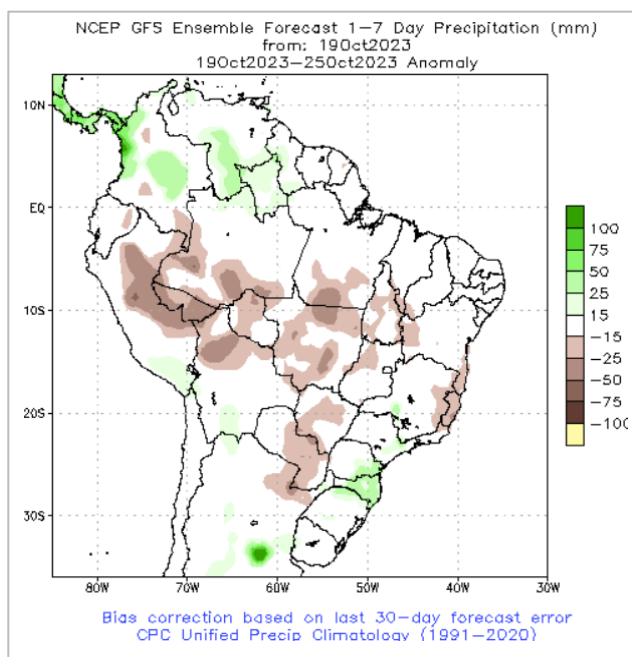 NCEP GFS Ensemble Forecast 1–7 Day Precipitation (mm)
from: 19Oct2023
19Oct2023–25Oct2023 Anomaly
10N
EQ
10S
20S
30S
80W 70W 60W 50W 40W 30W
100
75
50
25
15
-15
-25
-50
-75
-100
Bias correction based on last 30-day forecast error
CPC Unified Precip Climatology (1991–2020)